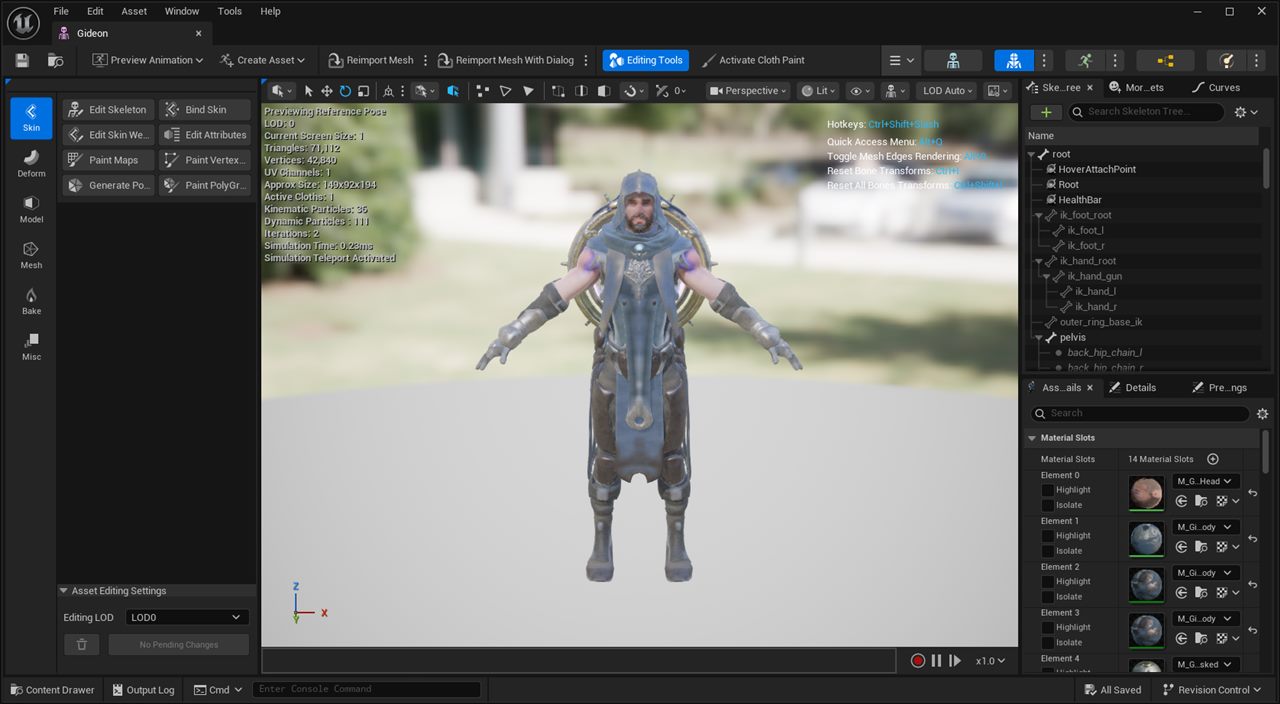 File Edit Asset Window Tools Help
Gideon
Preview Animation Create Asset Reimport Mesh Reimport Mesh With Dialog Editing Tools Activate Cloth Paint
Skin
Deform
Model
Mesh
Bake
Misc
Edit Skeleton Bind Skin
Edit Skin We... Edit Attributes
Paint Maps Paint Vertex...
Generate Po... Paint PolyGr...
Asset Editing Settings
Editing LOD LOD0
No Pending Changes
0 Perspective Lit LOD Auto
Previewing Reference Pose
LOD: 0
Current Screen Size: 1
Triangles: 71,112
Vertices: 42,840
UV Channels: 1
Approx Size: 149x92x194
Active Cloths: 1
Kinematic Particles: 36
Dynamic Particles : 111
Iterations: 2
Simulation Time: 0.23ms
Simulation Teleport Activated
Hotkeys: Ctrl+Shift+Slash
Quick Access Menu: Alt+Q
Toggle Mesh Edges Rendering:
Reset Bone Transforms: Ctrl+I
Reset All Bones Transforms:
Z
X
Y
x1.0
Ske...ree Mor...ets Curves
Search Skeleton Tree...
Name
root
HoverAttachPoint
Root
HealthBar
ik_foot_root
ik_foot_l
ik_foot_r
ik_hand_root
ik_hand_gun
ik_hand_l
ik_hand_r
outer_ring_base_ik
pelvis
back_hip_chain_l
back_hip_chain_r
Ass...ails Details Pre...ngs
Search
Material Slots
Material Slots 14 Material Slots
Element 0
Highlight
Isolate
M_G...Head
Element 1
Highlight
Isolate
M_Gi...ody
Element 2
Highlight
Isolate
M_Gi...ody
Element 3
Highlight
Isolate
M_Gi...ody
Element 4
M_G...sked
Content Drawer Output Log Cmd Enter Console Command All Saved Revision Control